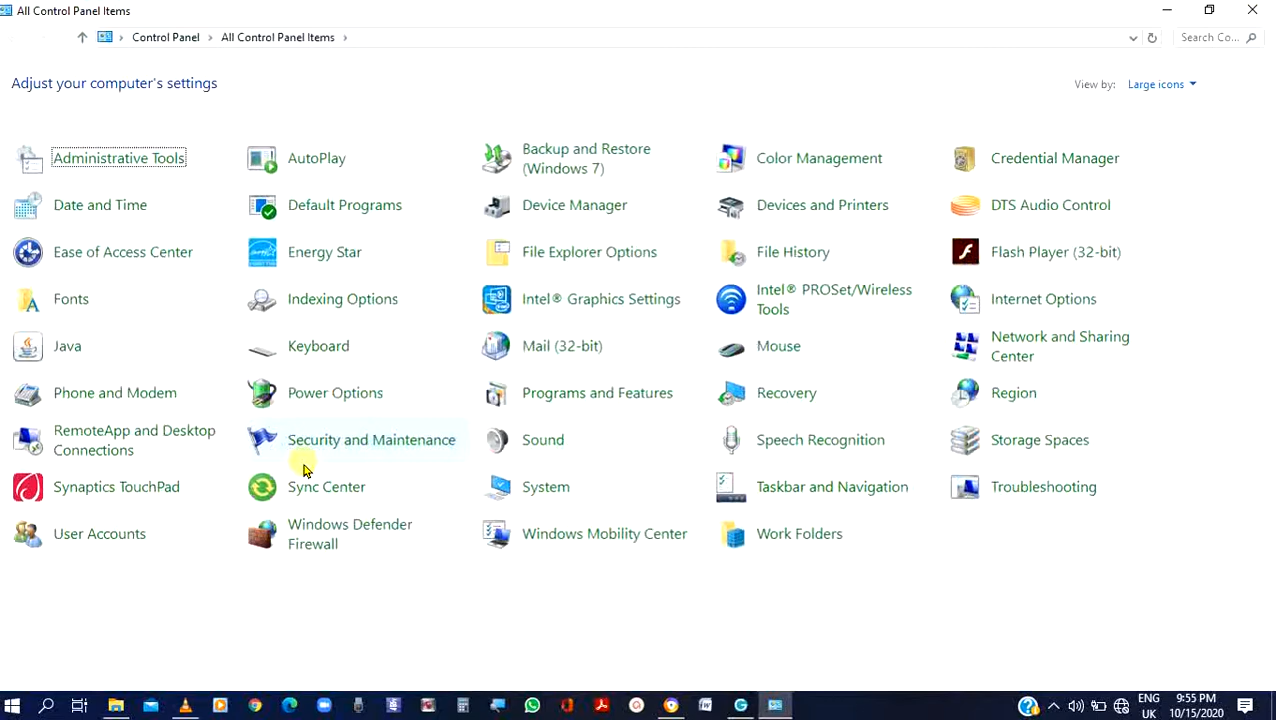 All Control Panel Items
Control Panel > All Control Panel Items >
Search Co...
Adjust your computer's settings
View by: Large icons
Administrative Tools
AutoPlay
Backup and Restore
(Windows 7)
Color Management
Credential Manager
Date and Time
Default Programs
Device Manager
Devices and Printers
DTS Audio Control
Ease of Access Center
Energy Star
File Explorer Options
File History
Flash Player (32-bit)
Fonts
Indexing Options
Intel® Graphics Settings
Intel® PROSet/Wireless
Tools
Internet Options
Java
Keyboard
Mail (32-bit)
Mouse
Network and Sharing
Center
Phone and Modem
Power Options
Programs and Features
Recovery
Region
RemoteApp and Desktop
Connections
Security and Maintenance
Sound
Speech Recognition
Storage Spaces
Synaptics TouchPad
Sync Center
System
Taskbar and Navigation
Troubleshooting
User Accounts
Windows Defender
Firewall
Windows Mobility Center
Work Folders
ENG
UK
9:55 PM
10/15/2020